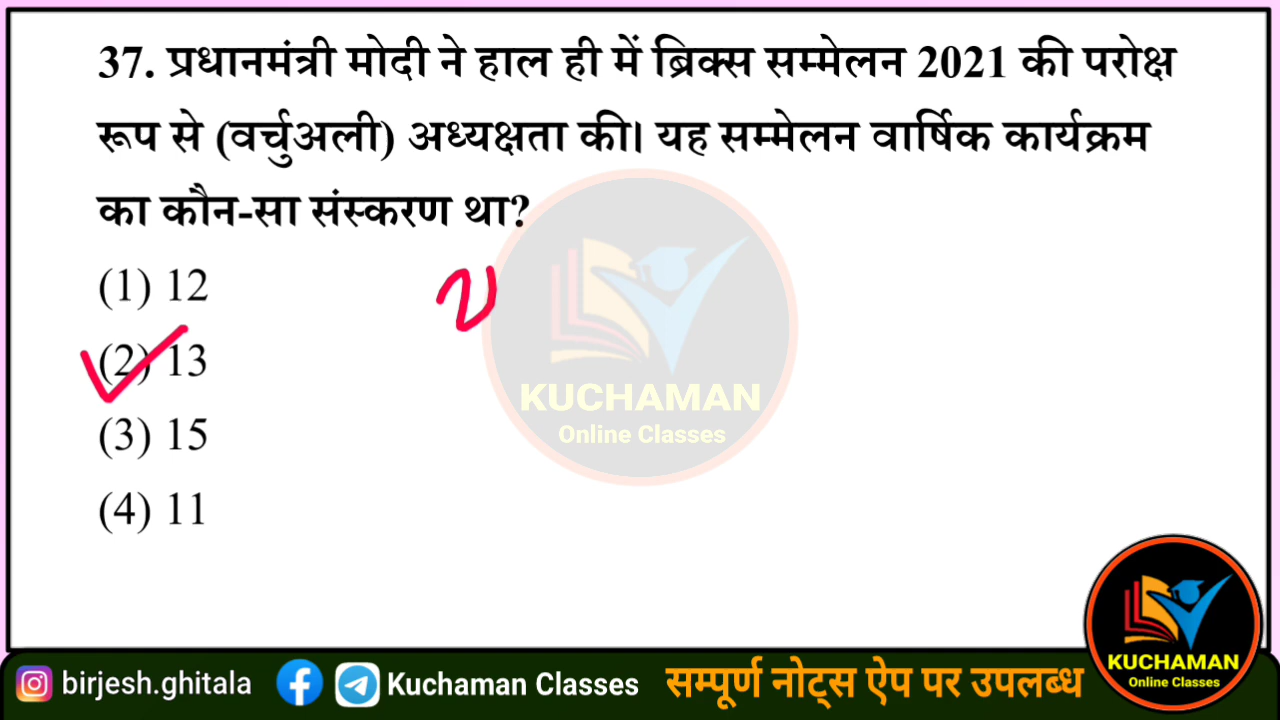 37. प्रधानमंत्री मोदी ने हाल ही में ब्रिक्स सम्मेलन 2021 की परोक्ष
रूप से (वर्चुअली) अध्यक्षता की। यह सम्मेलन वार्षिक कार्यक्रम
का कौन-सा संस्करण था?
(1) 12
(2) 13
(3) 15
(4) 11
KUCHAMAN
Online Classes
KUCHAMAN
Online Classes
birjesh.ghitala
Kuchaman Classes
सम्पूर्ण नोट्स ऐप पर उपलब्ध